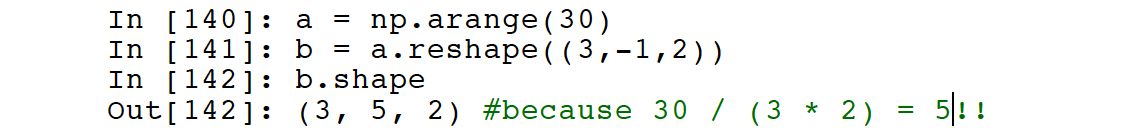 In [140]: a = np.arange(30)
In [141]: b = a.reshape((3,-1,2))
In [142]: b.shape
Out[142]: (3, 5, 2) #because 30 / (3 * 2) = 5!!